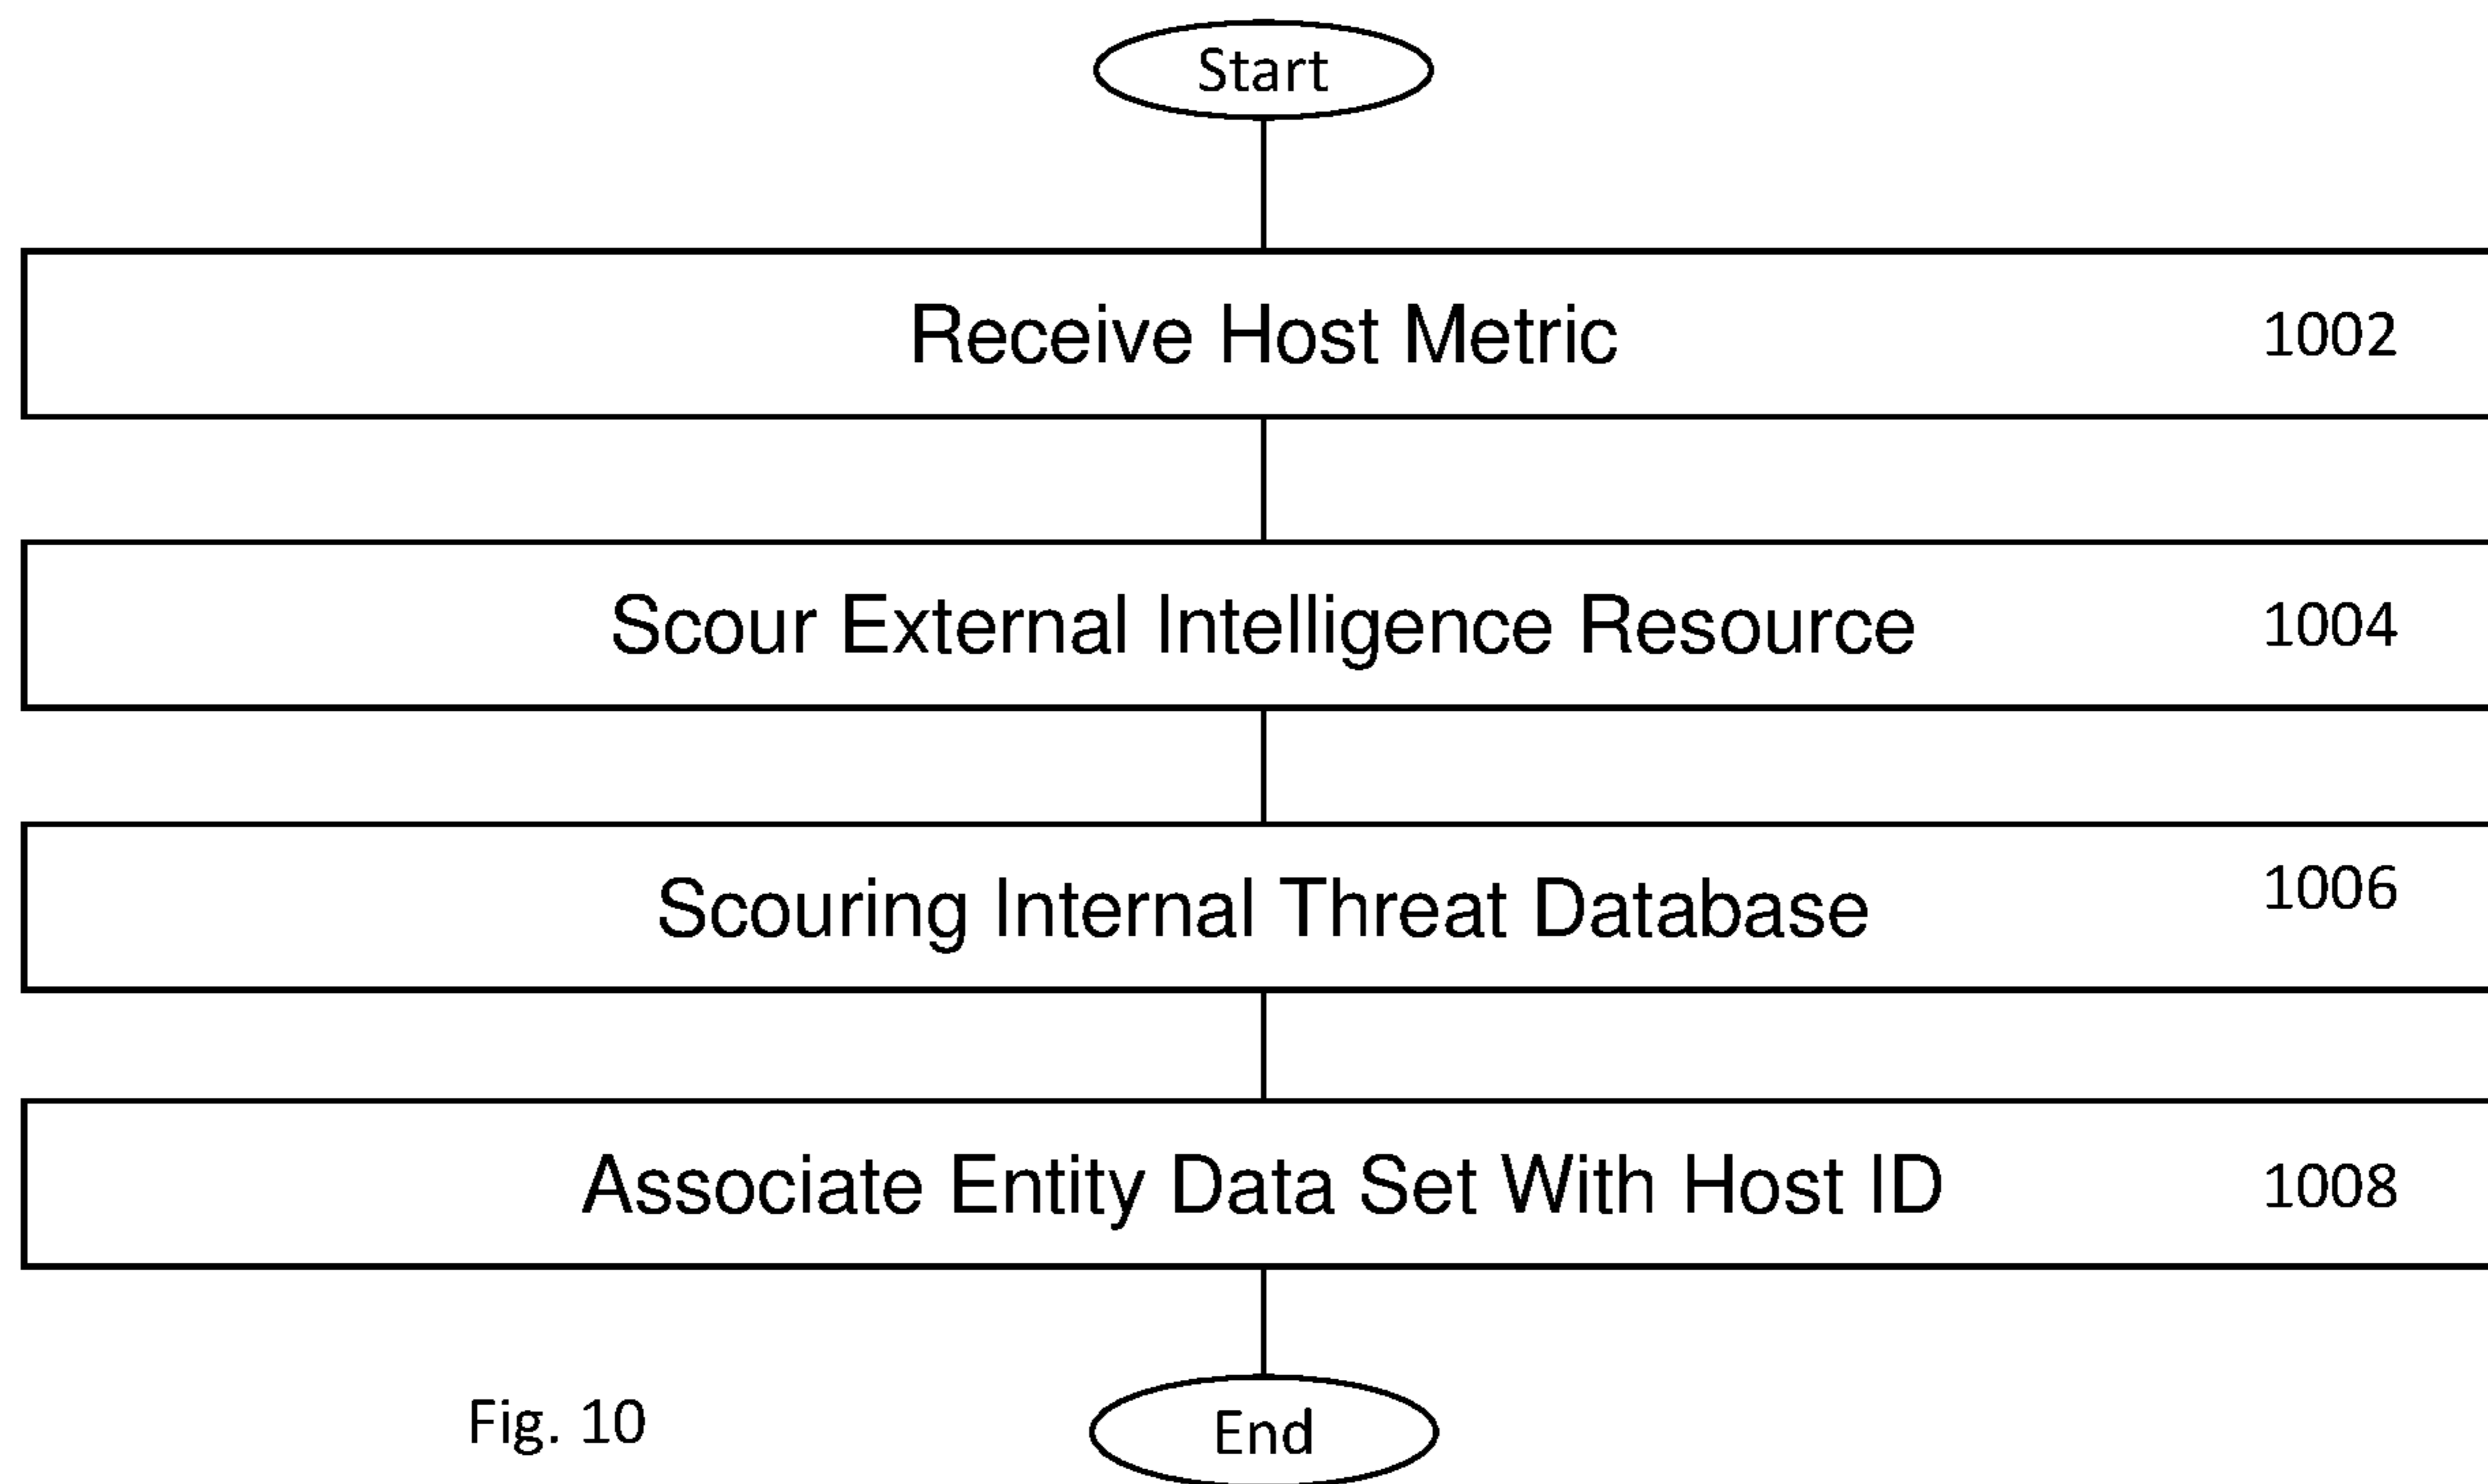 Start
Receive Host Metric 1002
Scour External Intelligence Resource 1004
Scouring Internal Threat Database 1006
Associate Entity Data Set With Host ID 1008
Fig. 10
End